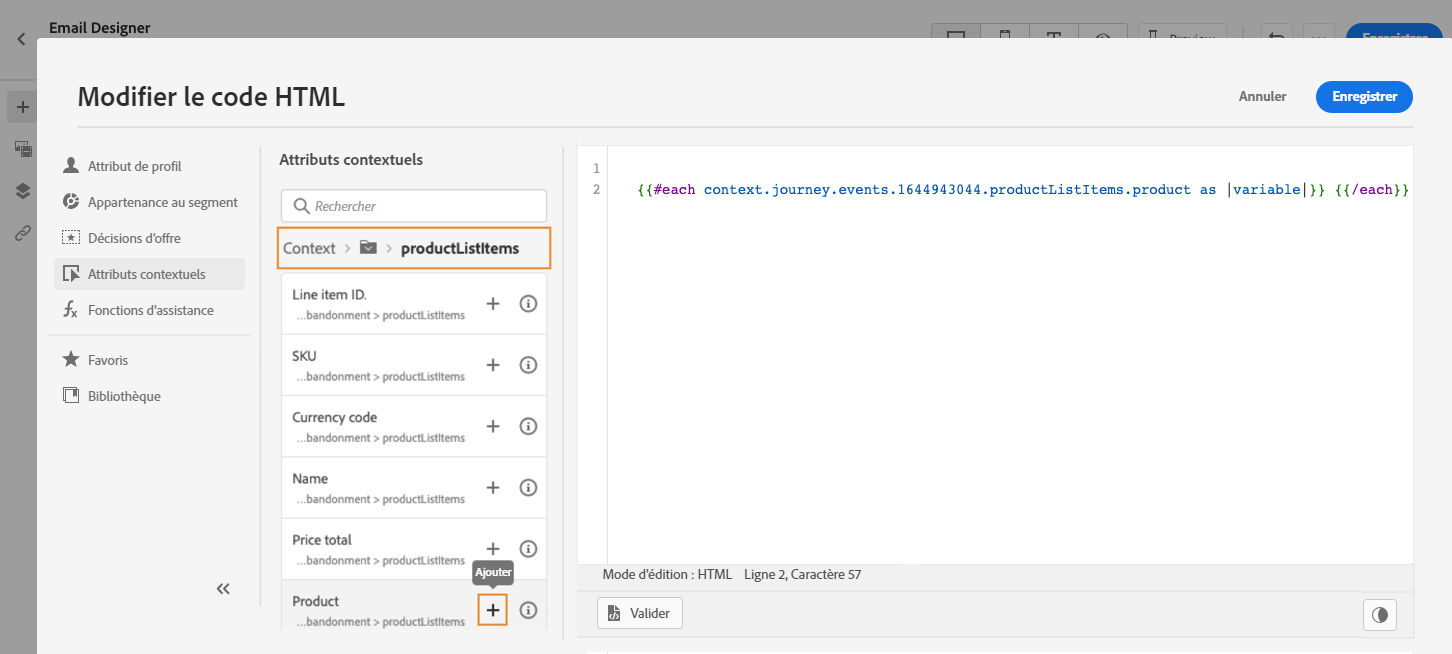 Email Designer
Preview
Enregistrer
Modifier le code HTML
Annuler
Enregistrer
Attribut de profil
Appartenance au segment
Décisions d'offre
Attributs contextuels
Fonctions d'assistance
Favoris
Bibliothèque
Attributs contextuels
Rechercher
Context > > productListItems
Line item ID.
...bandonment > productListItems
SKU
...bandonment > productListItems
Currency code
...bandonment > productListItems
Name
...bandonment > productListItems
Price total
...bandonment > productListItems
Ajouter
Product
...bandonment > productListItems
1
2 {{#each context.journey.events.1644943044.productListItems.product as |variable|}} {{/each}}
Mode d'édition : HTML Ligne 2, Caractère 57
Valider